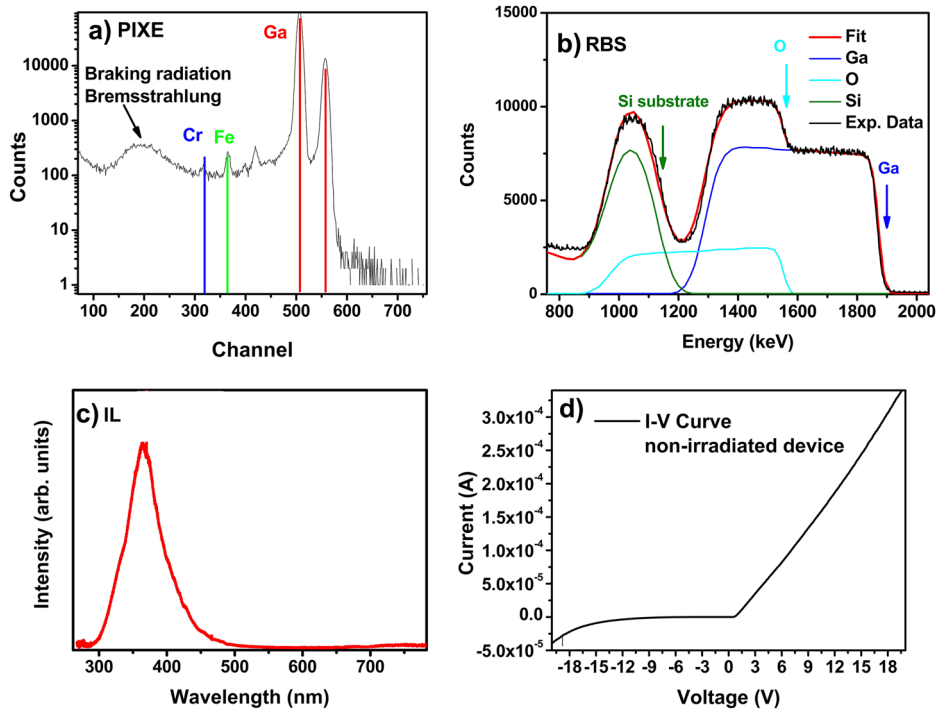 a) PIXE
Ga
Braking radiation
Bremsstrahlung
Cr
Fe
10000
1000
100
10
1
Counts
100 200 300 400 500 600 700
Channel
b) RBS
O
Fit
Ga
O
Si
Exp. Data
Si substrate
Ga
15000
10000
5000
0
Counts
800 1000 1200 1400 1600 1800 2000
Energy (keV)
c) IL
Intensity (arb. units)
300 400 500 600 700
Wavelength (nm)
d)
I-V Curve
non-irradiated device
3.0x10-4
2.5x10-4
2.0x10-4
1.5x10-4
1.0x10-4
5.0x10-5
0.0
-5.0x10-5
Current (A)
-18 -15 -12 -9 -6 -3 0 3 6 9 12 15 18
Voltage (V)